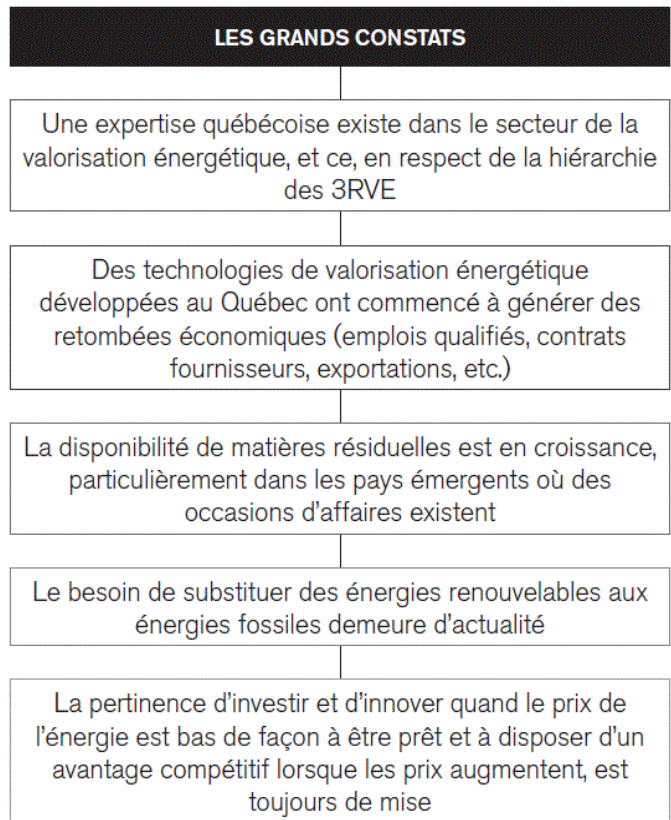 LES GRANDS CONSTATS
Une expertise québécoise existe dans le secteur de la
valorisation énergétique, et ce, en respect de la hiérarchie
des 3RVE
Des technologies de valorisation énergétique
développées au Québec ont commencé à générer des
retombées économiques (emplois qualifiés, contrats
fournisseurs, exportations, etc.)
La disponibilité de matières résiduelles est en croissance,
particulièrement dans les pays émergents où des
occasions d'affaires existent
Le besoin de substituer des énergies renouvelables aux
énergies fossiles demeure d'actualité
La pertinence d'investir et d'innover quand le prix de
l'énergie est bas de façon à être prêt et à disposer d'un
avantage compétitif lorsque les prix augmentent, est
toujours de mise